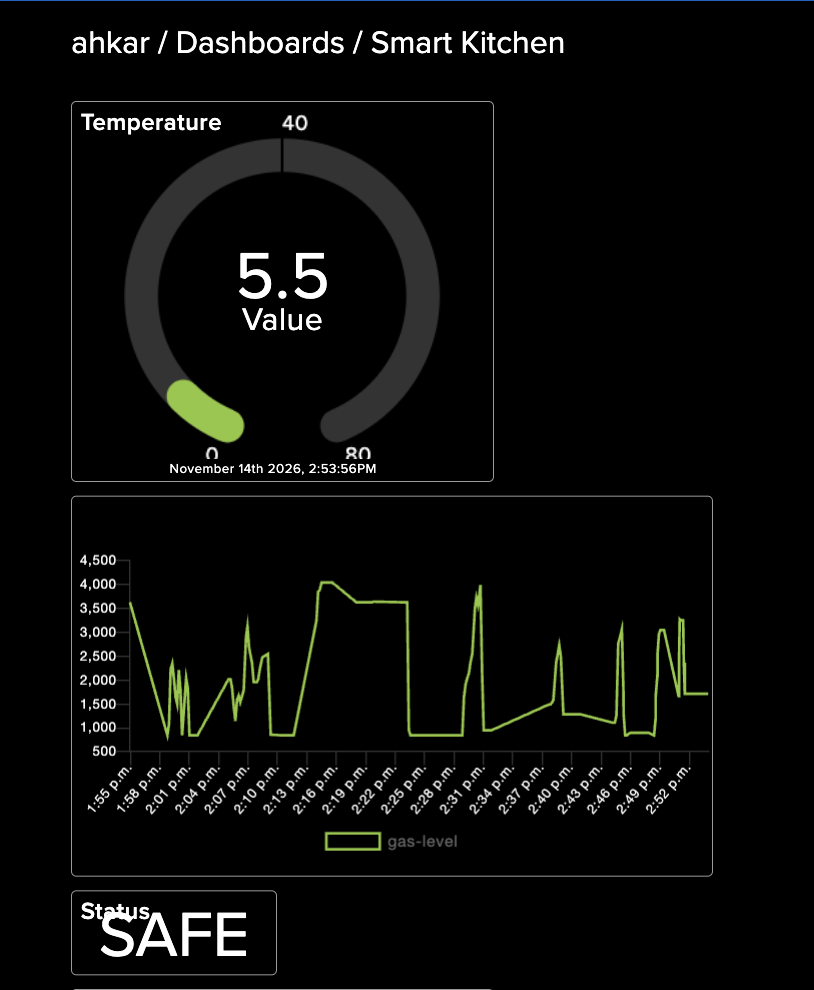 ahkar / Dashboards / Smart Kitchen
Temperature
40
5.5
Value
0
80
November 14th 2026, 2:53:56PM
4,500
4,000
3,500
3,000
2,500
2,000
1,500
1,000
500
1:55 p.m.
1:58 p.m.
2:01 p.m.
2:04 p.m.
2:07 p.m.
2:10 p.m.
2:13 p.m.
2:16 p.m.
2:19 p.m.
2:22 p.m.
2:25 p.m.
2:28 p.m.
2:31 p.m.
2:34 p.m.
2:37 p.m.
2:40 p.m.
2:43 p.m.
2:46 p.m.
2:49 p.m.
2:52 p.m.
gas-level
Status
SAFE